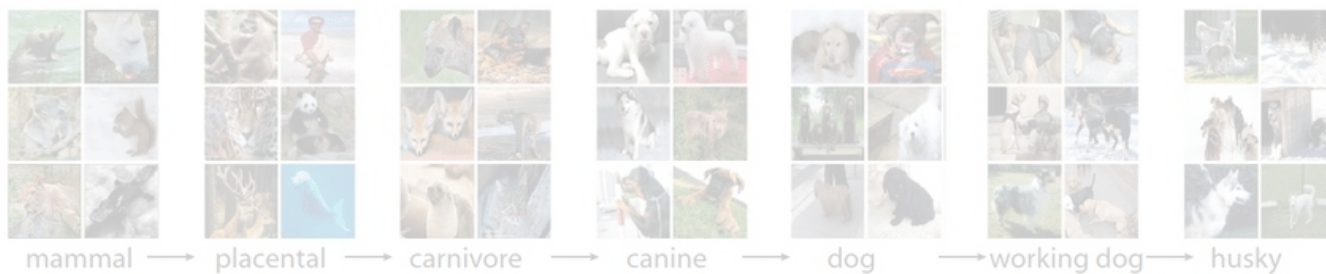 mammal → placental → carnivore → canine → dog → working dog → husky